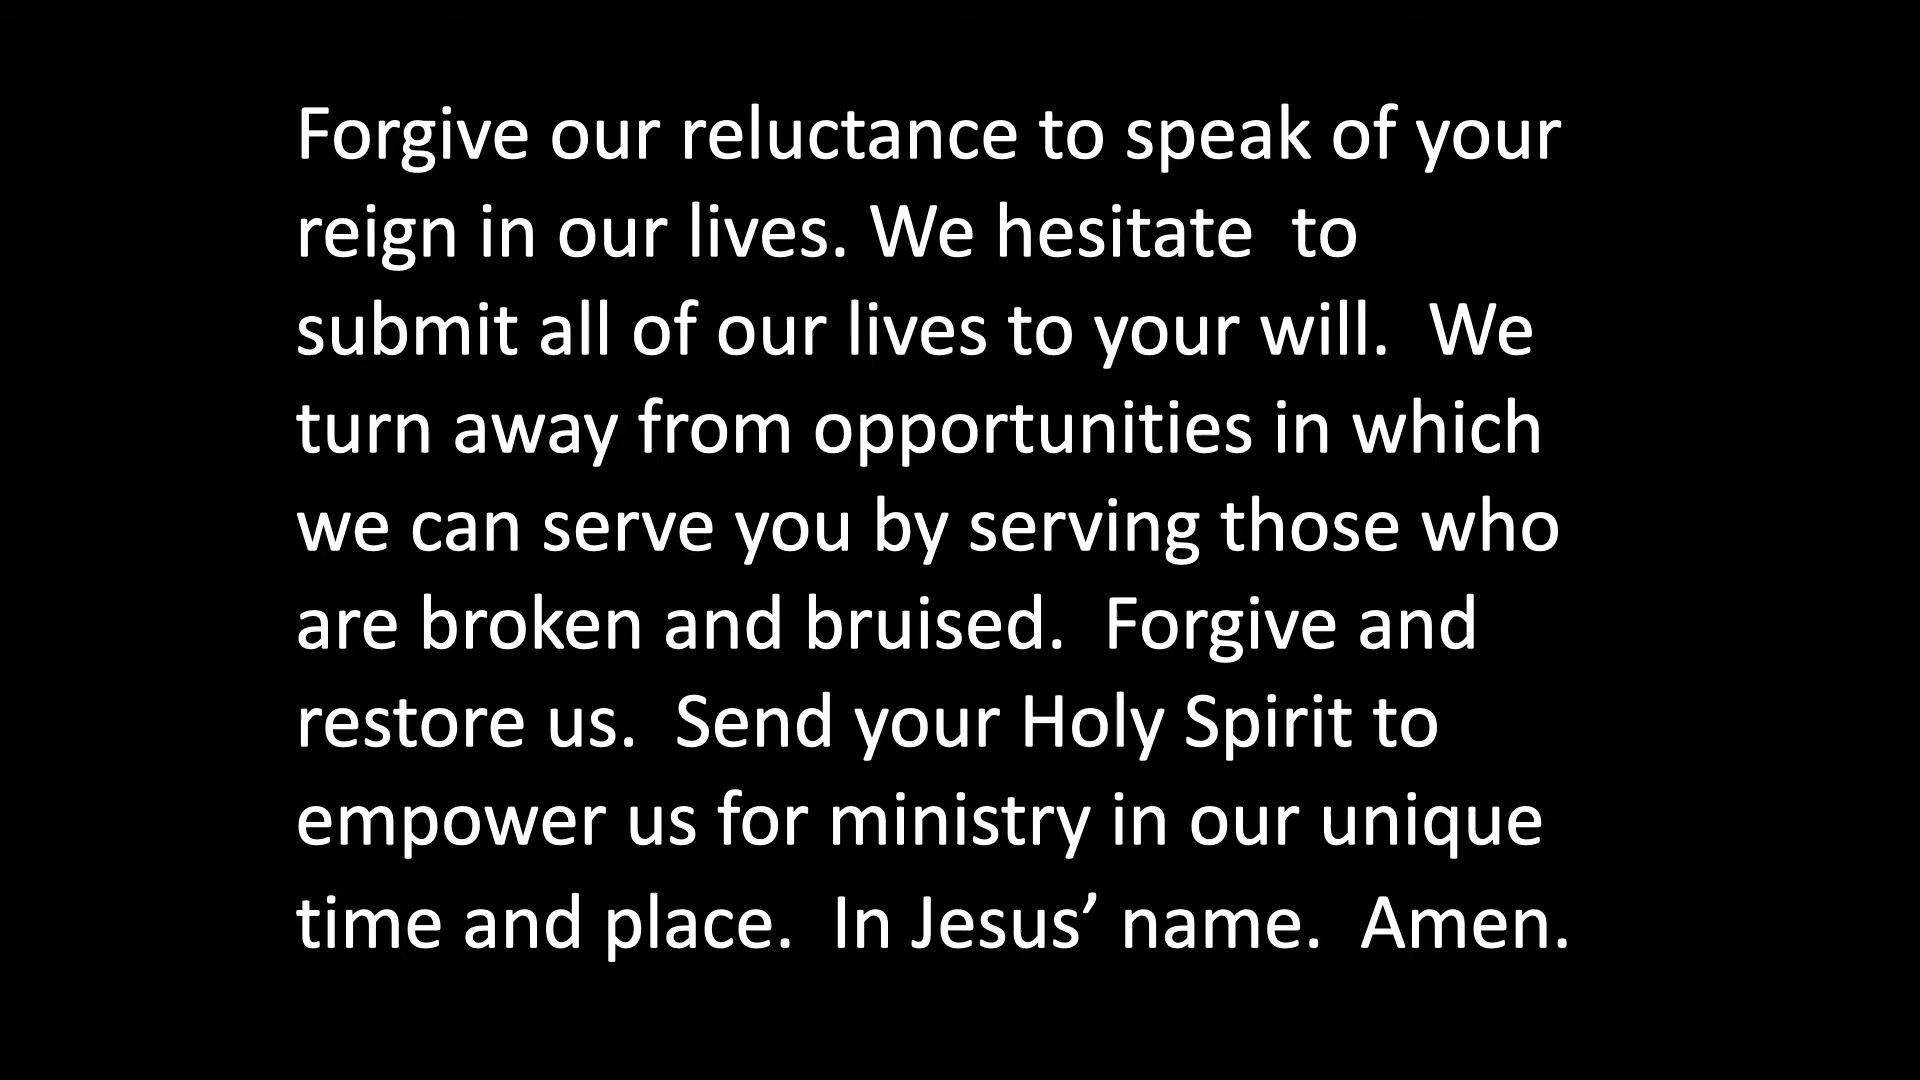 Forgive our reluctance to speak of your
reign in our lives. We hesitate  to
submit all of our lives to your will.  We
turn away from opportunities in which
we can serve you by serving those who
are broken and bruised.  Forgive and
restore us.  Send your Holy Spirit to
empower us for ministry in our unique
time and place.  In Jesus’ name.  Amen.